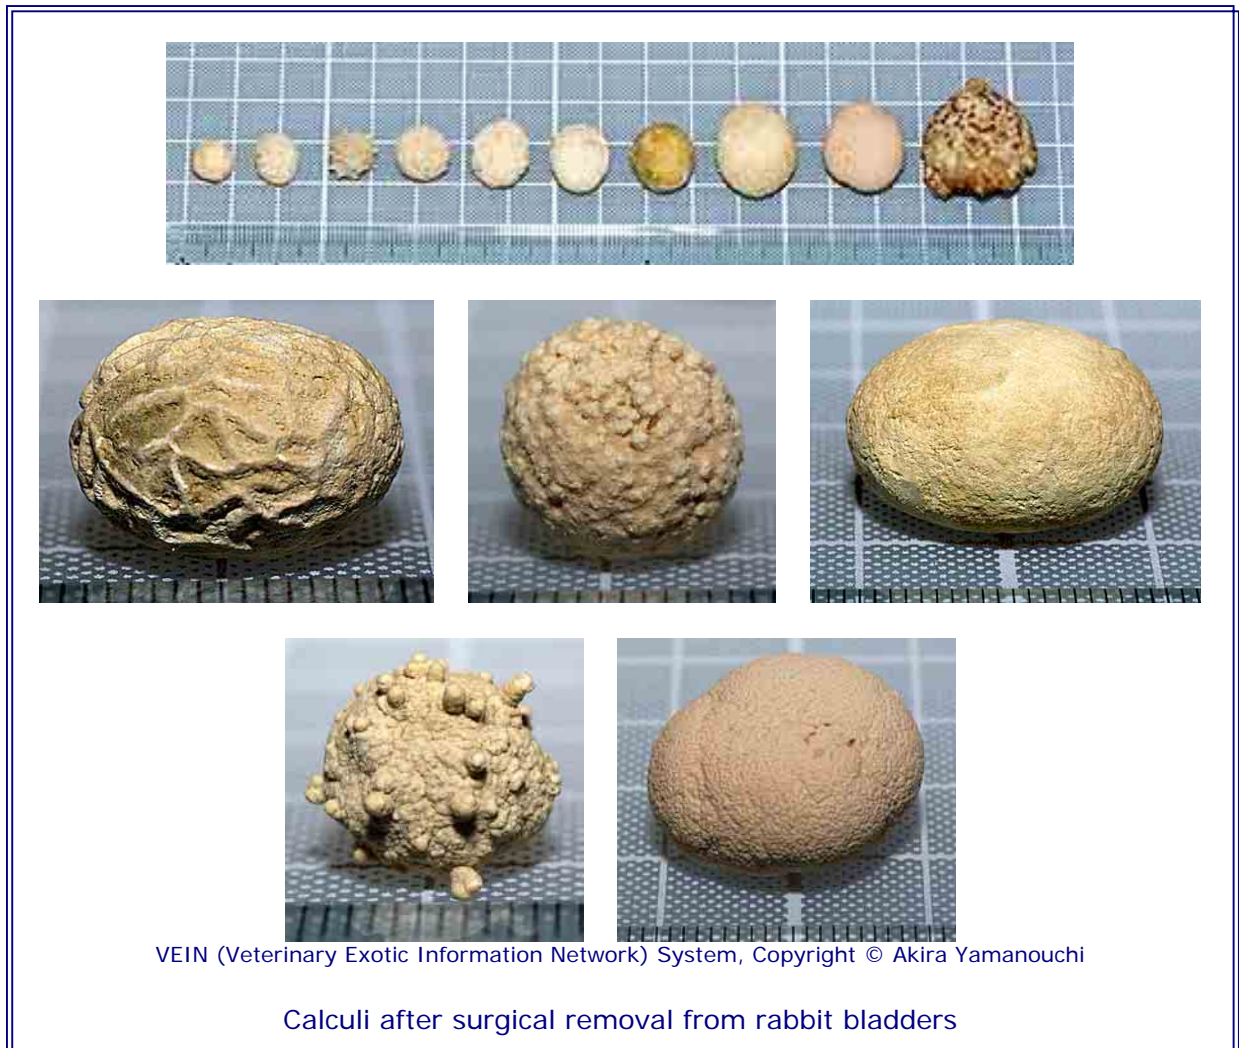 VEIN (Veterinary Exotic Information Network) System, Copyright © Akira Yamanouchi
Calculi after surgical removal from rabbit bladders